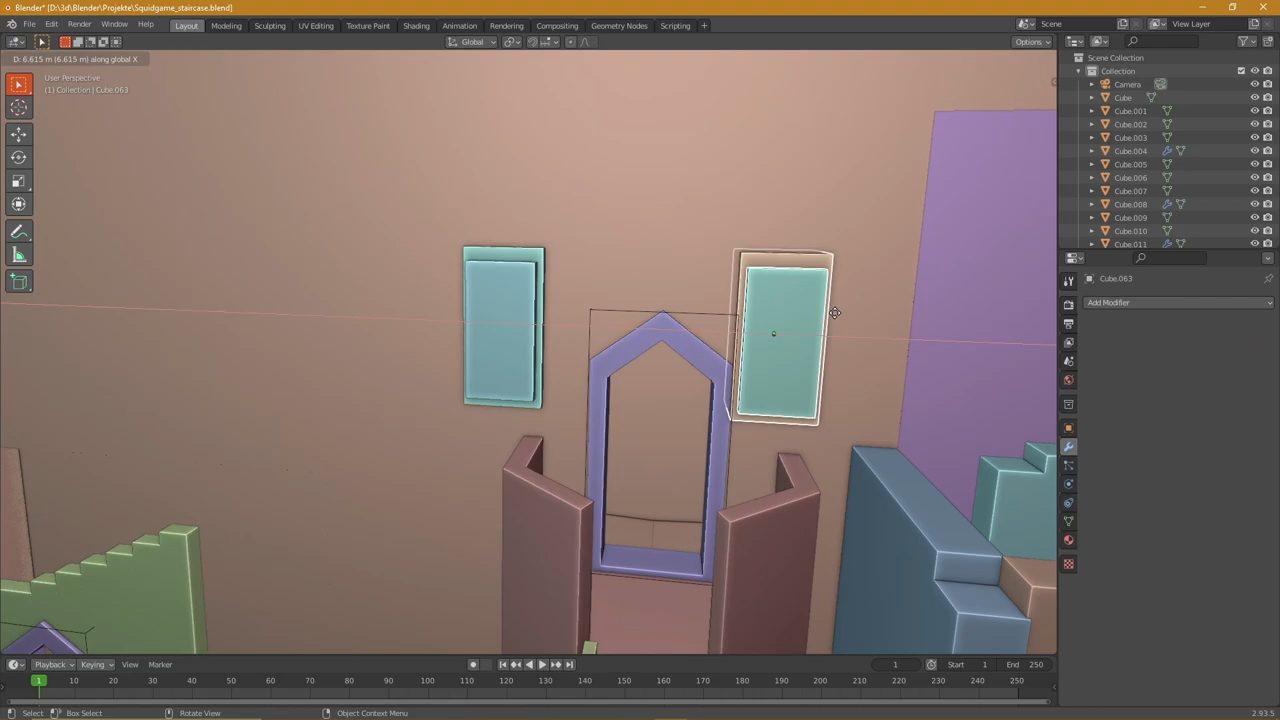 Blender* [D:\3d\Blender\Projekte\Squidgame_staircase.blend]
File Edit Render Window Help Layout Modeling Sculpting UV Editing Texture Paint Shading Animation Rendering Compositing Geometry Nodes Scripting + Scene View Layer
Global Options
D: 6.615 m (6.615 m) along global X
User Perspective
(1) Collection | Cube.063
Scene Collection
Collection
Camera
Cube
Cube.001
Cube.002
Cube.003
Cube.004
Cube.005
Cube.006
Cube.007
Cube.008
Cube.009
Cube.010
Cube.011
Cube.063
Add Modifier
Playback Keying View Marker 1 Start 1 End 250
1 10 20 30 40 50 60 70 80 90 100 110 120 130 140 150 160 170 180 190 200 210 220 230 240 250
Select Box Select Rotate View Object Context Menu 2.93.5